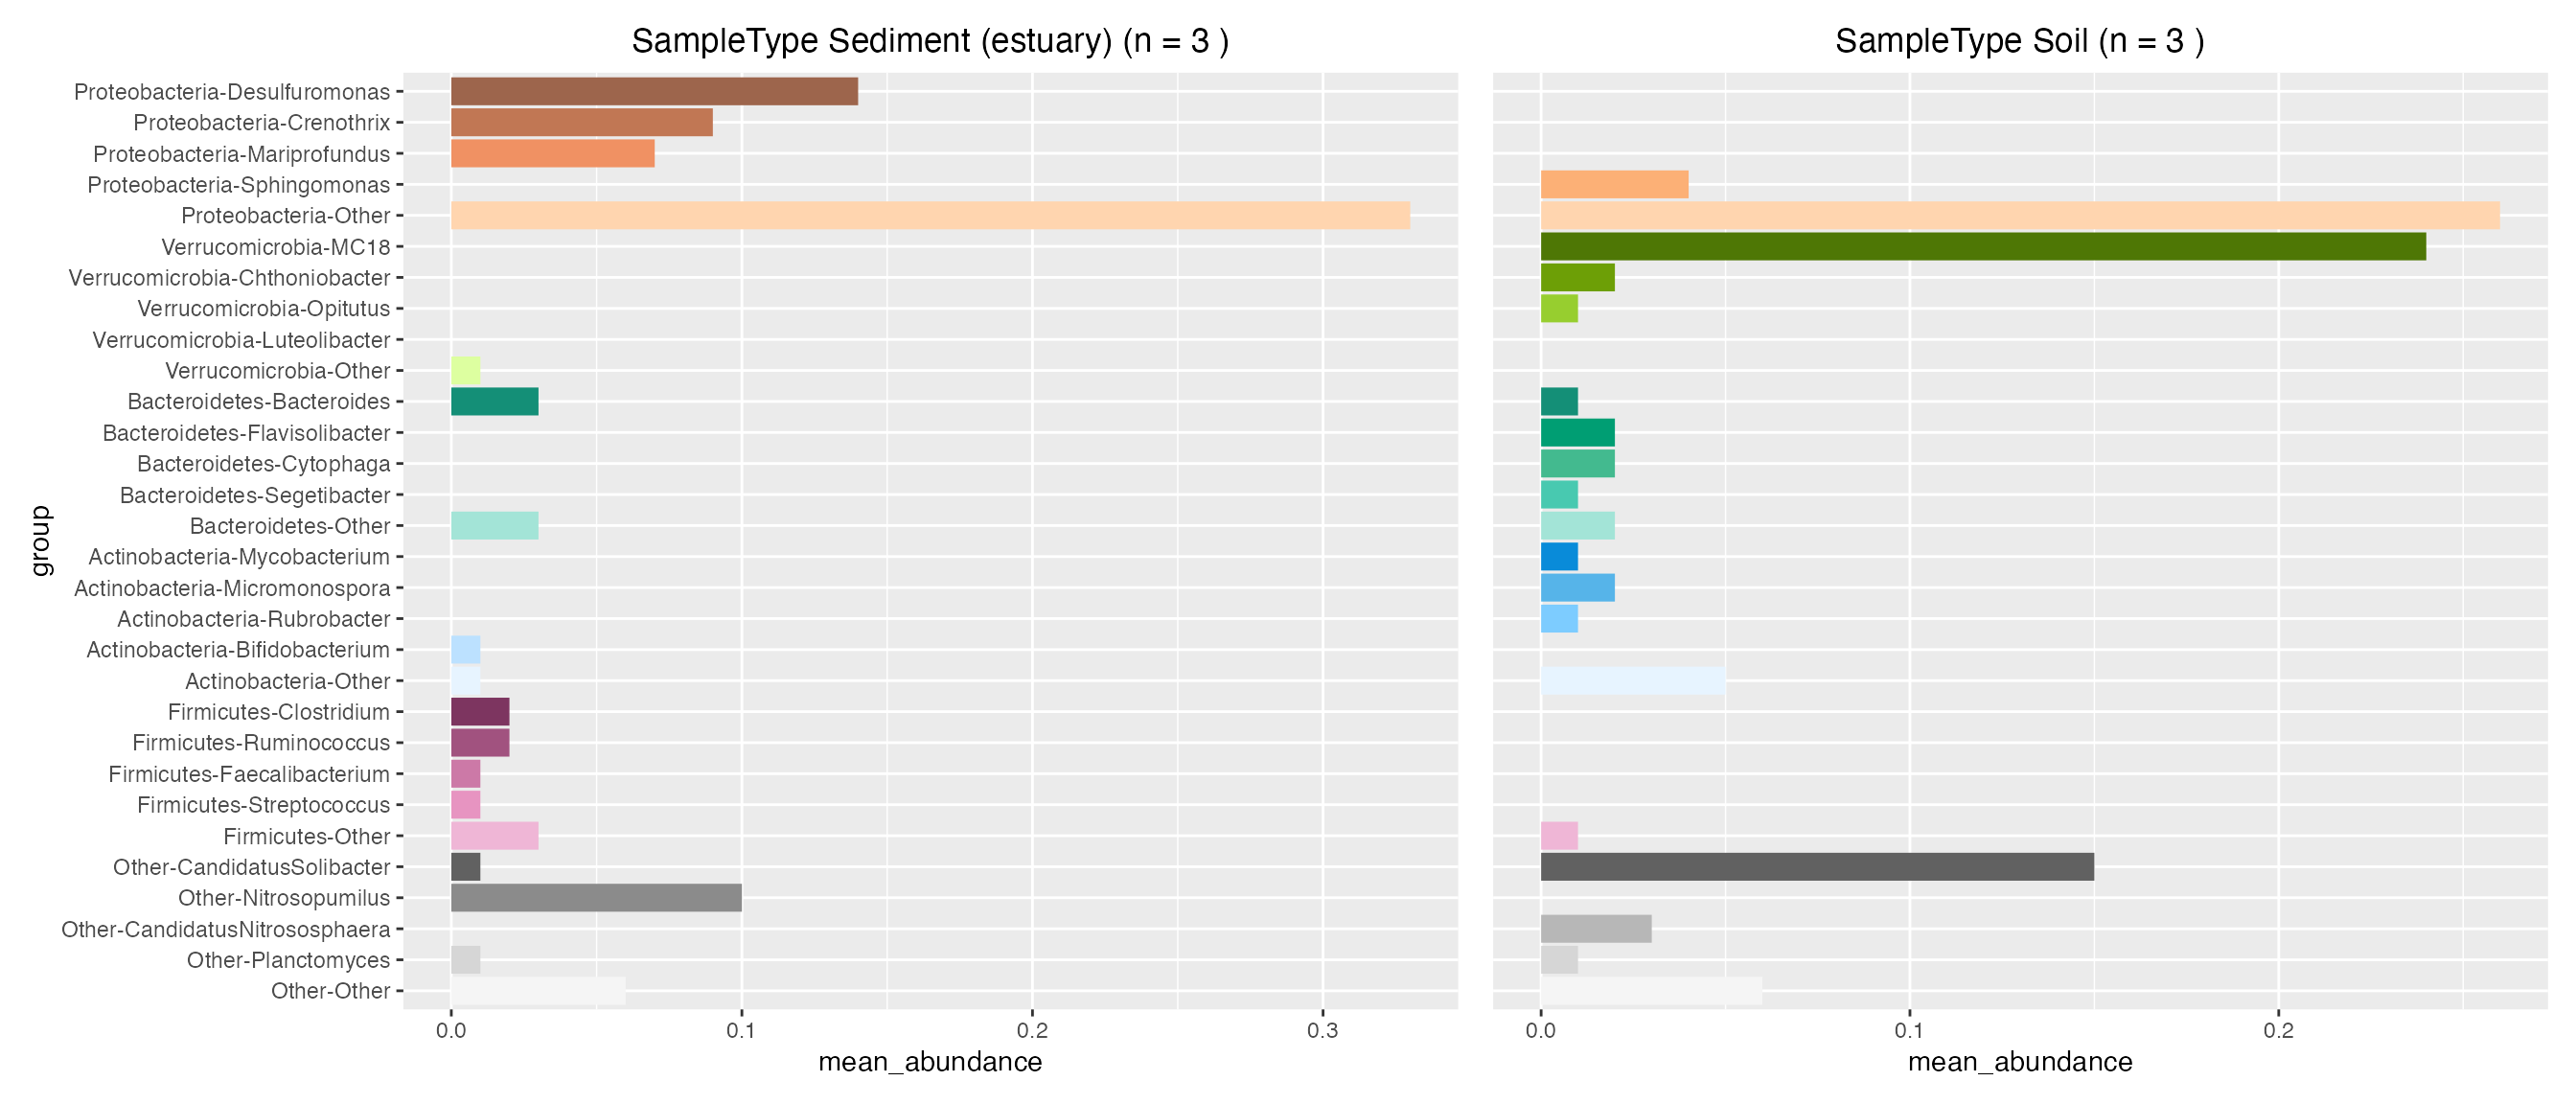 SampleType Sediment (estuary) (n = 3 )
SampleType Soil (n = 3 )
group
Proteobacteria-Desulfuromonas
Proteobacteria-Crenothrix
Proteobacteria-Mariprofundus
Proteobacteria-Sphingomonas
Proteobacteria-Other
Verrucomicrobia-MC18
Verrucomicrobia-Chthoniobacter
Verrucomicrobia-Opitutus
Verrucomicrobia-Luteolibacter
Verrucomicrobia-Other
Bacteroidetes-Bacteroides
Bacteroidetes-Flavisolibacter
Bacteroidetes-Cytophaga
Bacteroidetes-Segetibacter
Bacteroidetes-Other
Actinobacteria-Mycobacterium
Actinobacteria-Micromonospora
Actinobacteria-Rubrobacter
Actinobacteria-Bifidobacterium
Actinobacteria-Other
Firmicutes-Clostridium
Firmicutes-Ruminococcus
Firmicutes-Faecalibacterium
Firmicutes-Streptococcus
Firmicutes-Other
Other-CandidatusSolibacter
Other-Nitrosopumilus
Other-CandidatusNitrososphaera
Other-Planctomyces
Other-Other
0.0 0.1 0.2 0.3
mean_abundance
0.0 0.1 0.2
mean_abundance